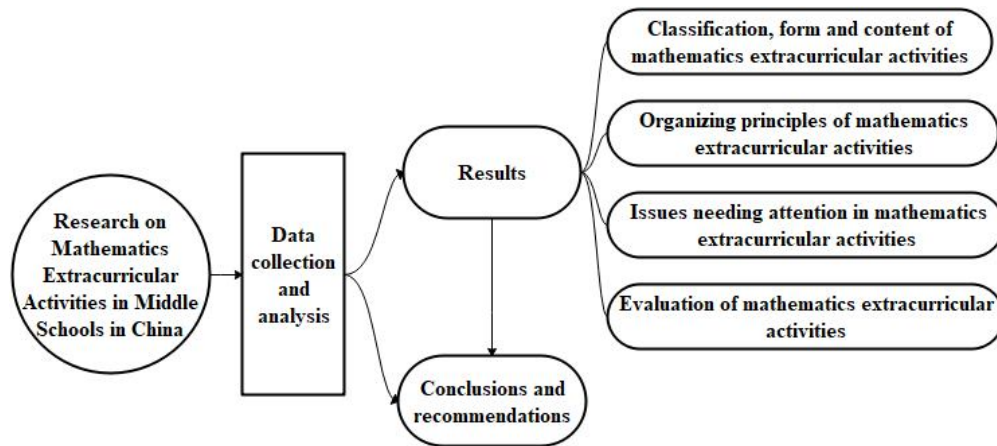 Research on
Mathematics
Extracurricular
Activities in Middle
Schools in China
Data
collection
and
analysis
Results
Conclusions and
recommendations
Classification, form and content
of mathematics
extracurricular activities
Organizing principles of mathematics
extracurricular activities
Issues needing attention in mathematics
extracurricular activities
Evaluation of mathematics extracurricular
activities